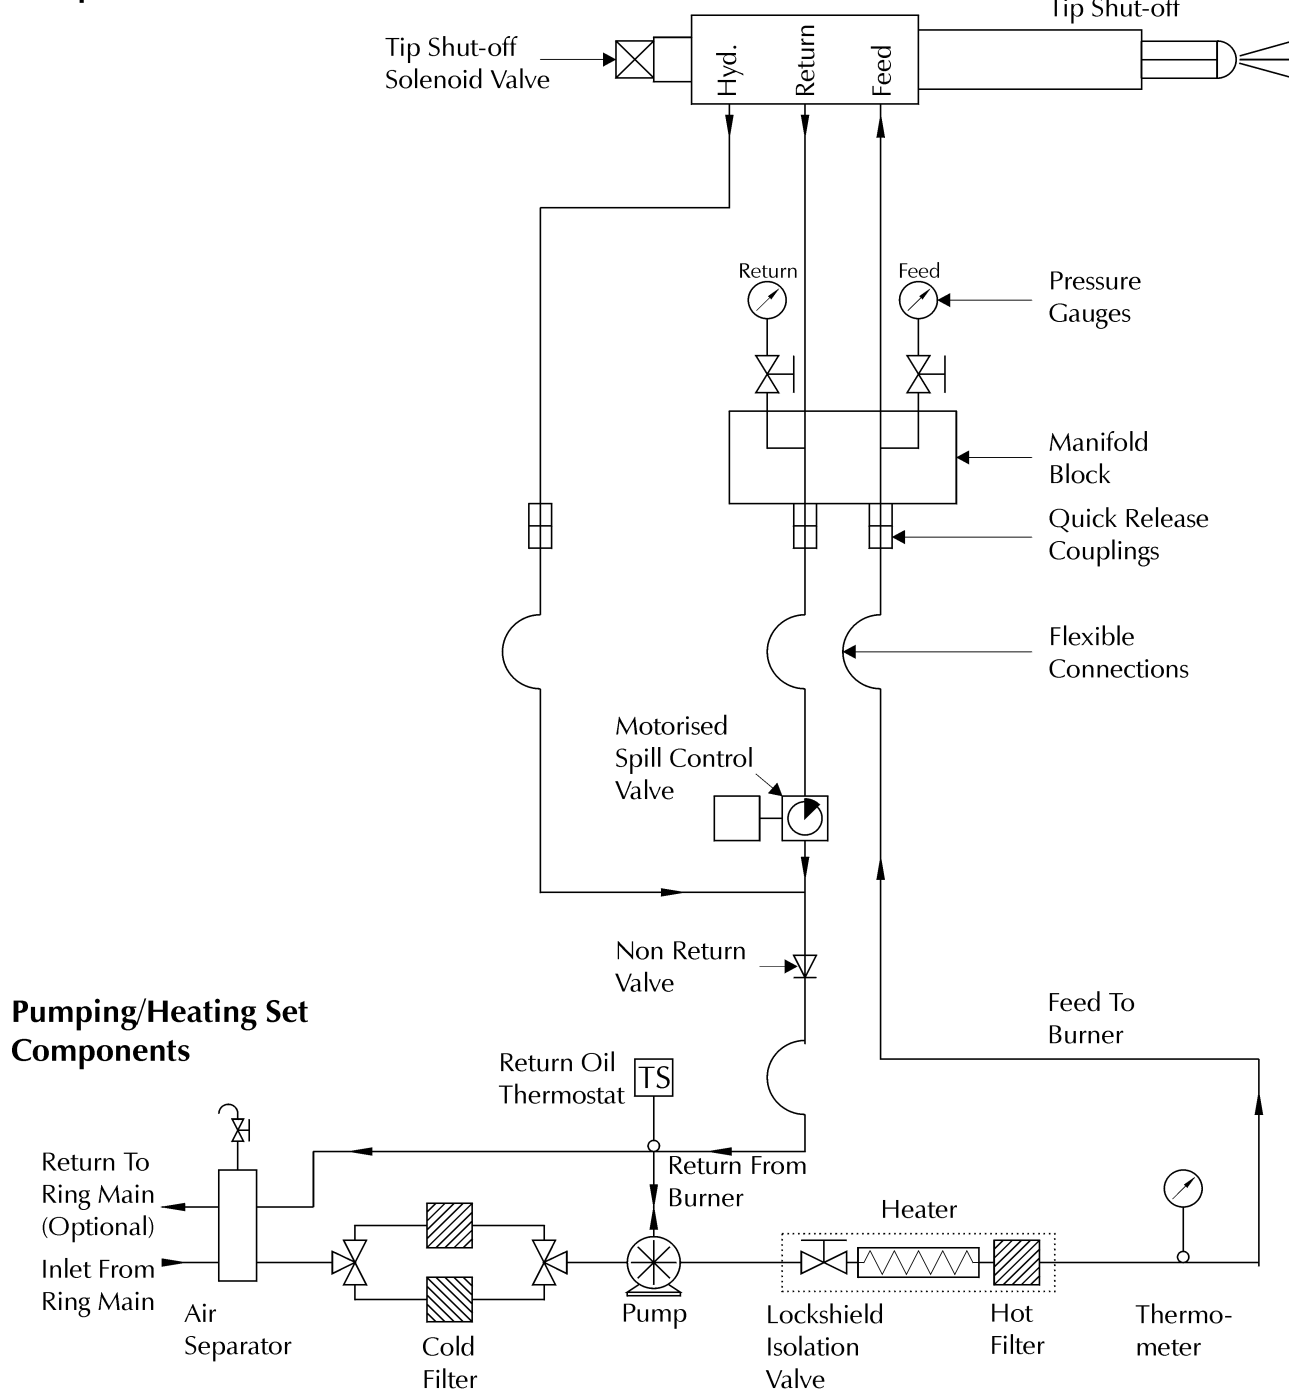 Tip Shut-off
Tip Shut-off
Solenoid Valve
Hyd.
Return
Feed
Return
Feed
Pressure
Gauges
Manifold
Block
Quick Release
Couplings
Flexible
Connections
Motorised
Spill Control
Valve
Non Return
Valve
Pumping/Heating Set
Components
Feed To
Burner
Return Oil
Thermostat
TS
Return To
Ring Main
(Optional)
Return From
Burner
Heater
Inlet From
Ring Main
Air
Separator
Cold
Filter
Pump
Lockshield
Isolation
Valve
Hot
Filter
Thermo-
meter